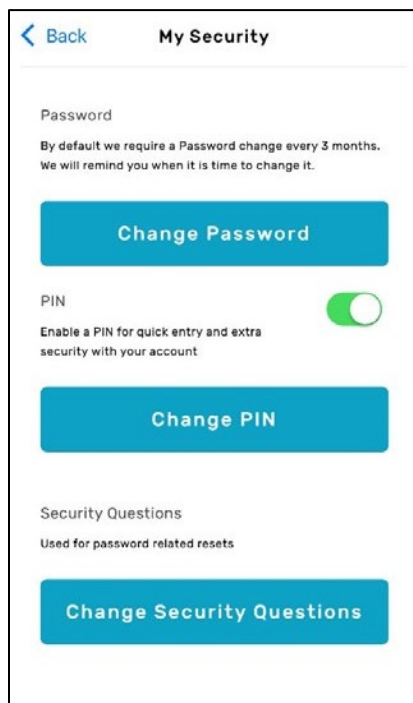 Back
My Security
Password
By default we require a Password change every 3 months.
We will remind you when it is time to change it.
Change Password
PIN
Enable a PIN for quick entry and extra
security with your account
Change PIN
Security Questions
Used for password related resets
Change Security Questions